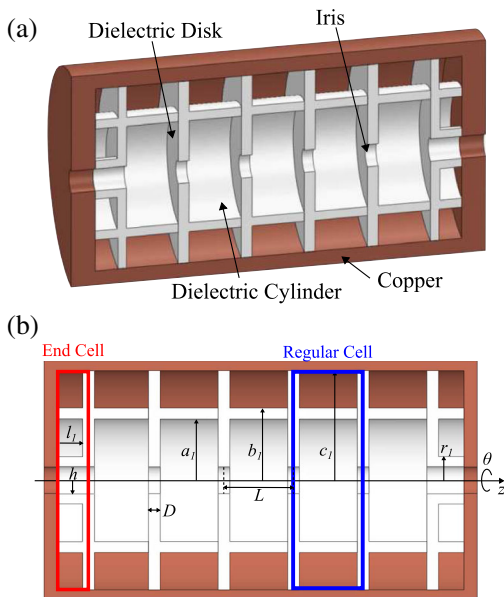 (a)
Dielectric Disk
Iris
Dielectric Cylinder
Copper
(b)
End Cell
Regular Cell
l₁
a₁
b₁
c₁
r₁
θ
h
z
D
L